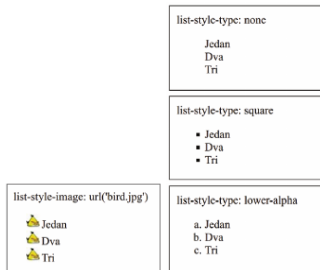 list-style-type: none
Jedan
Dva
Tri
list-style-type: square
▪ Jedan
▪ Dva
▪ Tri
list-style-image: url('bird.jpg')
Jedan
Dva
Tri
list-style-type: lower-alpha
a. Jedan
b. Dva
c. Tri